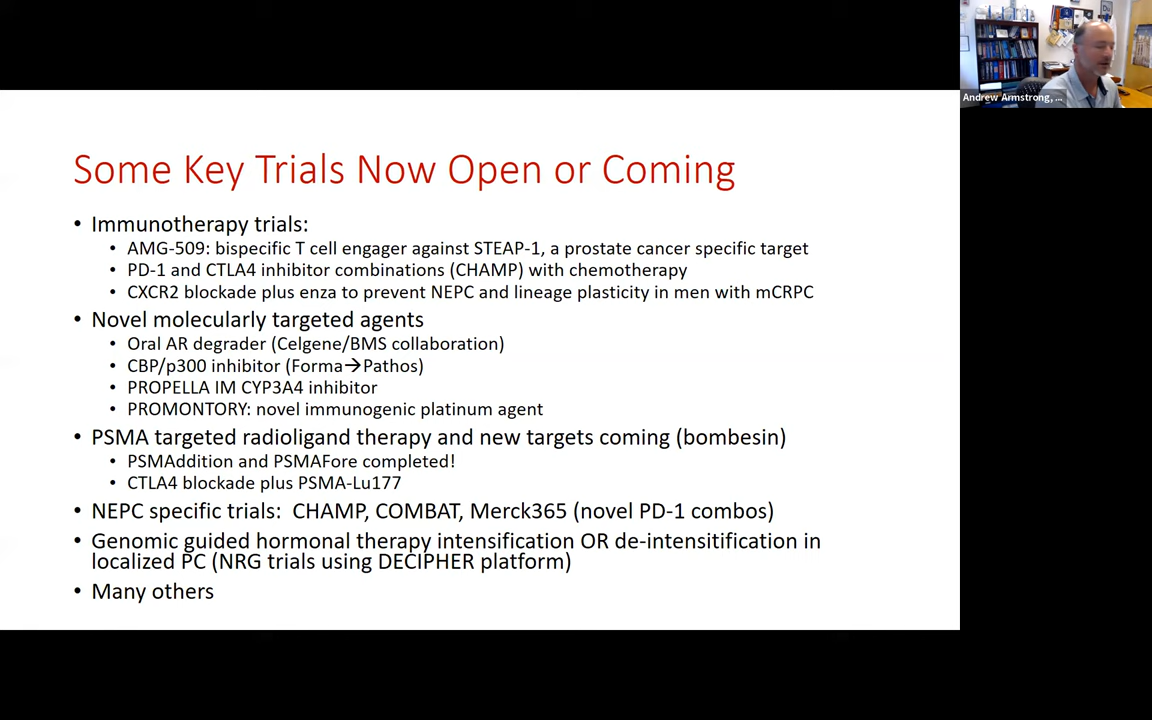 Andrew Armstrong, ...
Some Key Trials Now Open or Coming
• Immunotherapy trials:
• AMG-509: bispecific T cell engager against STEAP-1, a prostate cancer specific target
• PD-1 and CTLA4 inhibitor combinations (CHAMP) with chemotherapy
• CXCR2 blockade plus enza to prevent NEPC and lineage plasticity in men with mCRPC
• Novel molecularly targeted agents
• Oral AR degrader (Celgene/BMS collaboration)
• CBP/p300 inhibitor (Forma→Pathos)
• PROPELLA IM CYP3A4 inhibitor
• PROMONTORY: novel immunogenic platinum agent
• PSMA targeted radioligand therapy and new targets coming (bombesin)
• PSMAddition and PSMAFore completed!
• CTLA4 blockade plus PSMA-Lu177
• NEPC specific trials:  CHAMP, COMBAT, Merck365 (novel PD-1 combos)
• Genomic guided hormonal therapy intensification OR de-intensitification in
localized PC (NRG trials using DECIPHER platform)
• Many others